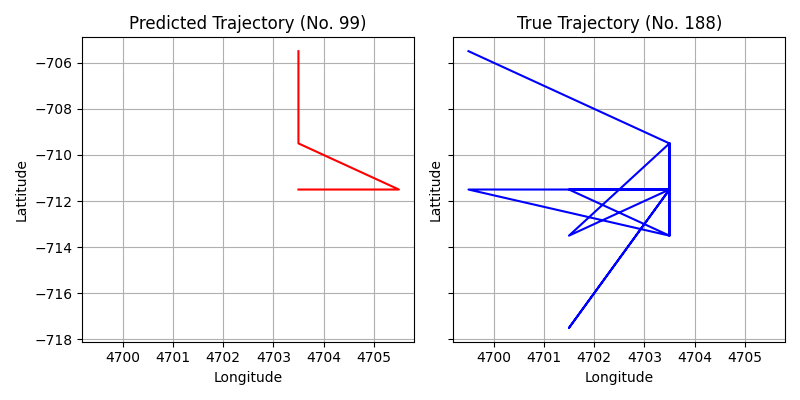 Predicted Trajectory (No. 99)
True Trajectory (No. 188)
Lattitude
−706
−708
−710
−712
−714
−716
−718
4700 4701 4702 4703 4704 4705
Longitude
Lattitude
4700 4701 4702 4703 4704 4705
Longitude